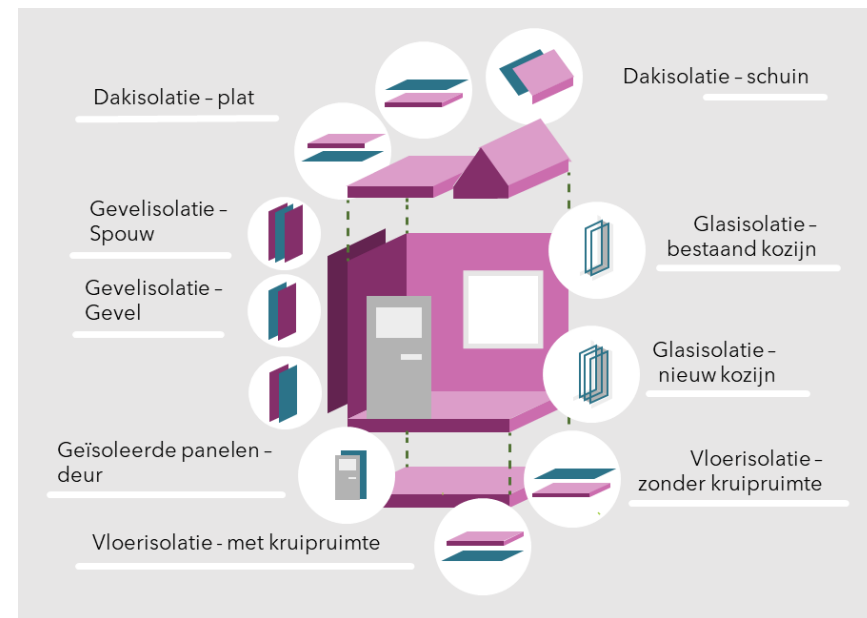 Dakisolatie – plat
Dakisolatie – schuin
Gevelisolatie –
Spouw
Glasisolatie –
bestaand kozijn
Gevelisolatie –
Gevel
Glasisolatie –
nieuw kozijn
Geïsoleerde panelen –
deur
Vloerisolatie –
zonder kruipruimte
Vloerisolatie - met kruipruimte